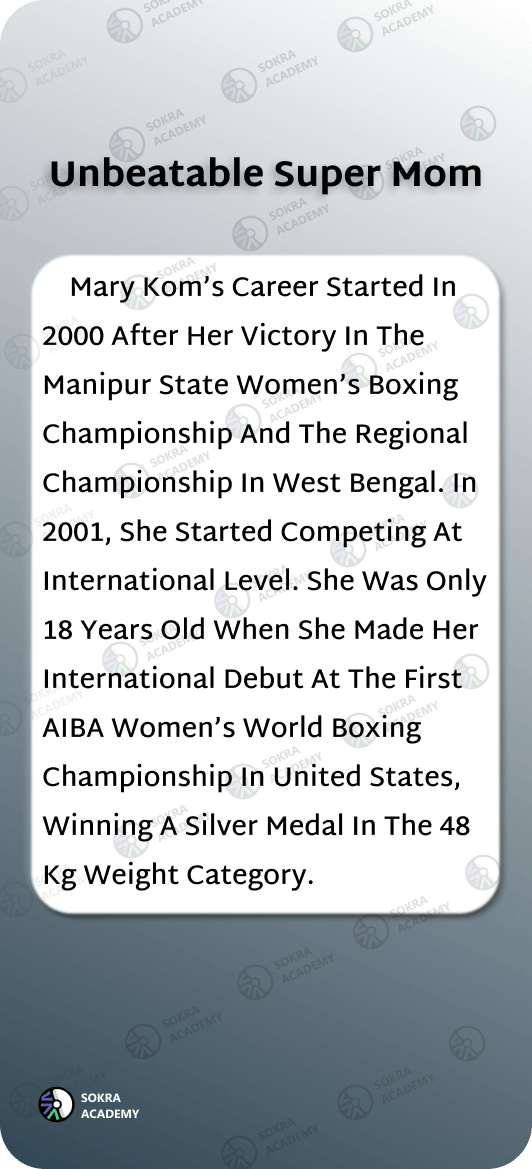 Unbeatable Super Mom
Mary Kom’s Career Started In
2000 After Her Victory In The
Manipur State Women’s Boxing
Championship And The Regional
Championship In West Bengal. In
2001, She Started Competing At
International Level. She Was Only
18 Years Old When She Made Her
International Debut At The First
AIBA Women’s World Boxing
Championship In United States,
Winning A Silver Medal In The 48
Kg Weight Category.
SOKRA
ACADEMY